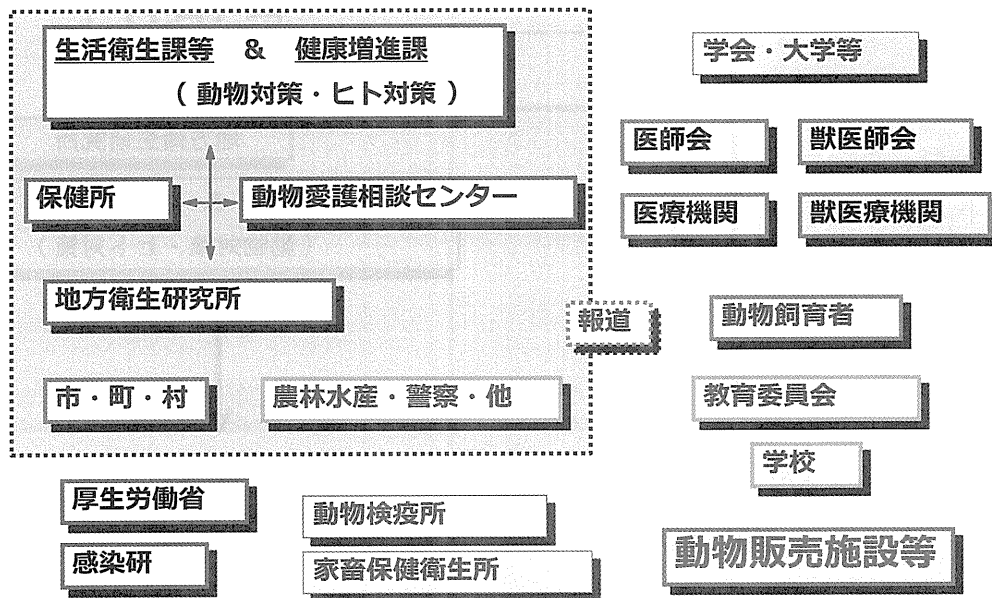 生活衛生課等 & 健康増進課
( 動物対策・ヒト対策 )
保健所
動物愛護相談センター
地方衛生研究所
市・町・村
農林水産・警察・他
報道
学会・大学等
医師会
獣医師会
医療機関
獣医療機関
動物飼育者
教育委員会
学校
動物販売施設等
厚生労働省
感染研
動物検疫所
家畜保健衛生所